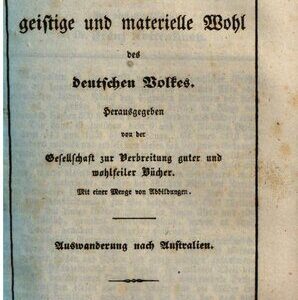 geistige und materielle Wohl
des
deutschen Volkes.
Herausgegeben
von der
Gesellschaft zur Verbreitung guter und
wohlfeiler Bücher.
Mit einer Menge von Abbildungen.
Auswanderung nach Australien.